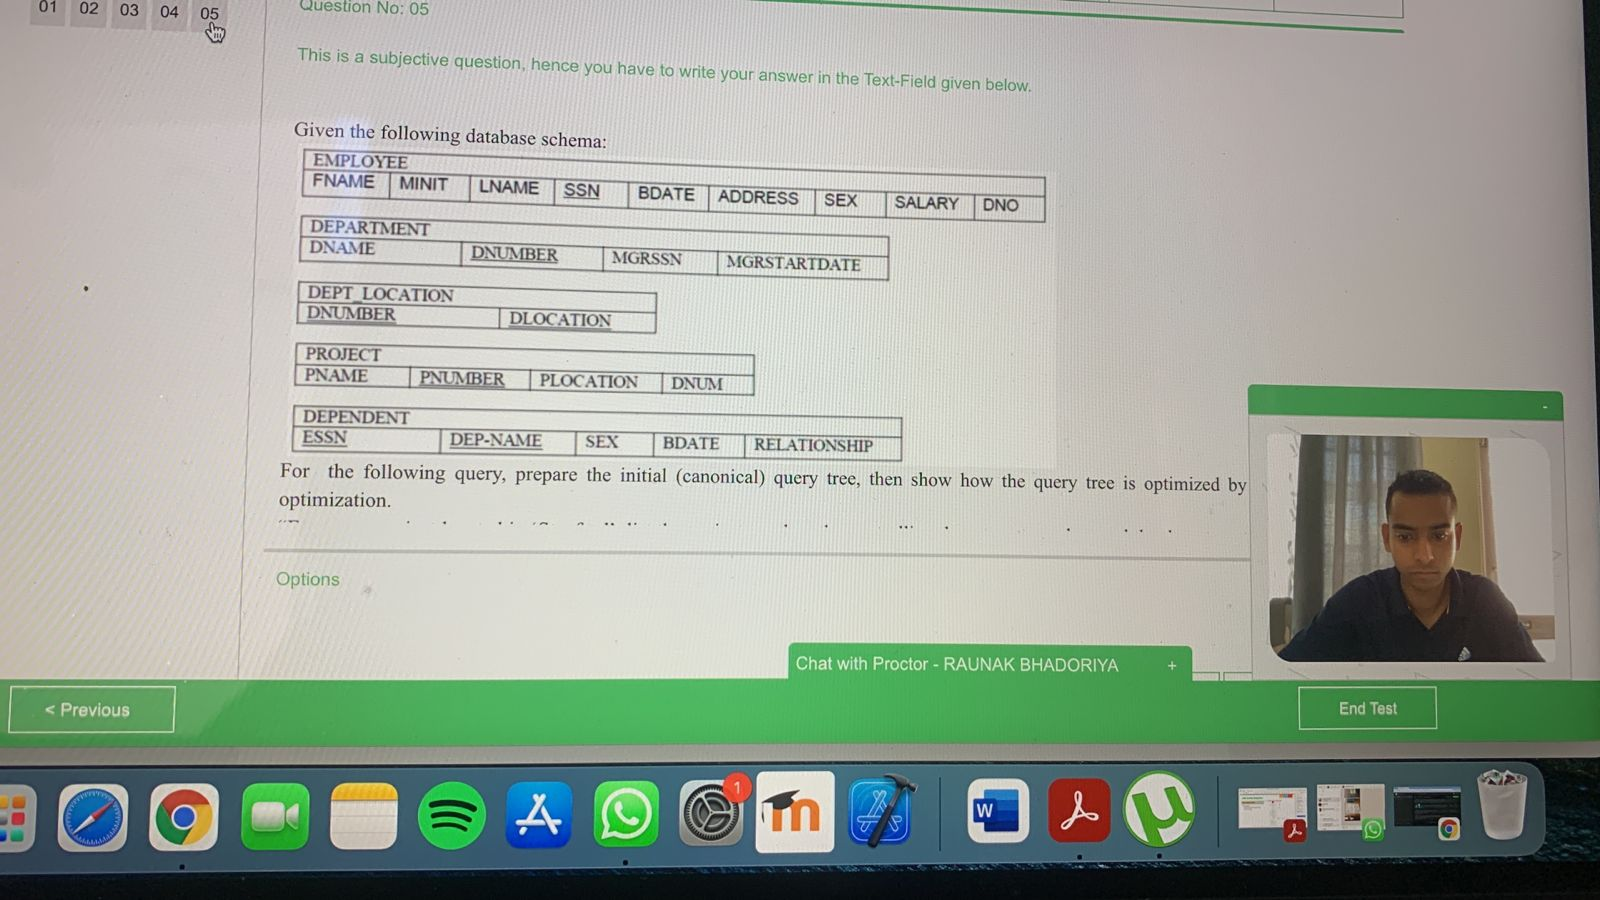 01 02 03 04 05
Question No: 05
This is a subjective question, hence you have to write your answer in the Text-Field given below.
Given the following database schema:
EMPLOYEE
FNAME MINIT LNAME SSN BDATE ADDRESS SEX SALARY DNO
DEPARTMENT
DNAME DNUMBER MGRSSN MGRSTARTDATE
DEPT_LOCATION
DNUMBER DLOCATION
PROJECT
PNAME PNUMBER PLOCATION DNUM
DEPENDENT
ESSN DEP-NAME SEX BDATE RELATIONSHIP
For the following query, prepare the initial (canonical) query tree, then show how the query tree is optimized by
optimization.
Options
Chat with Proctor - RAUNAK BHADORIYA +
< Previous
End Test
1
W